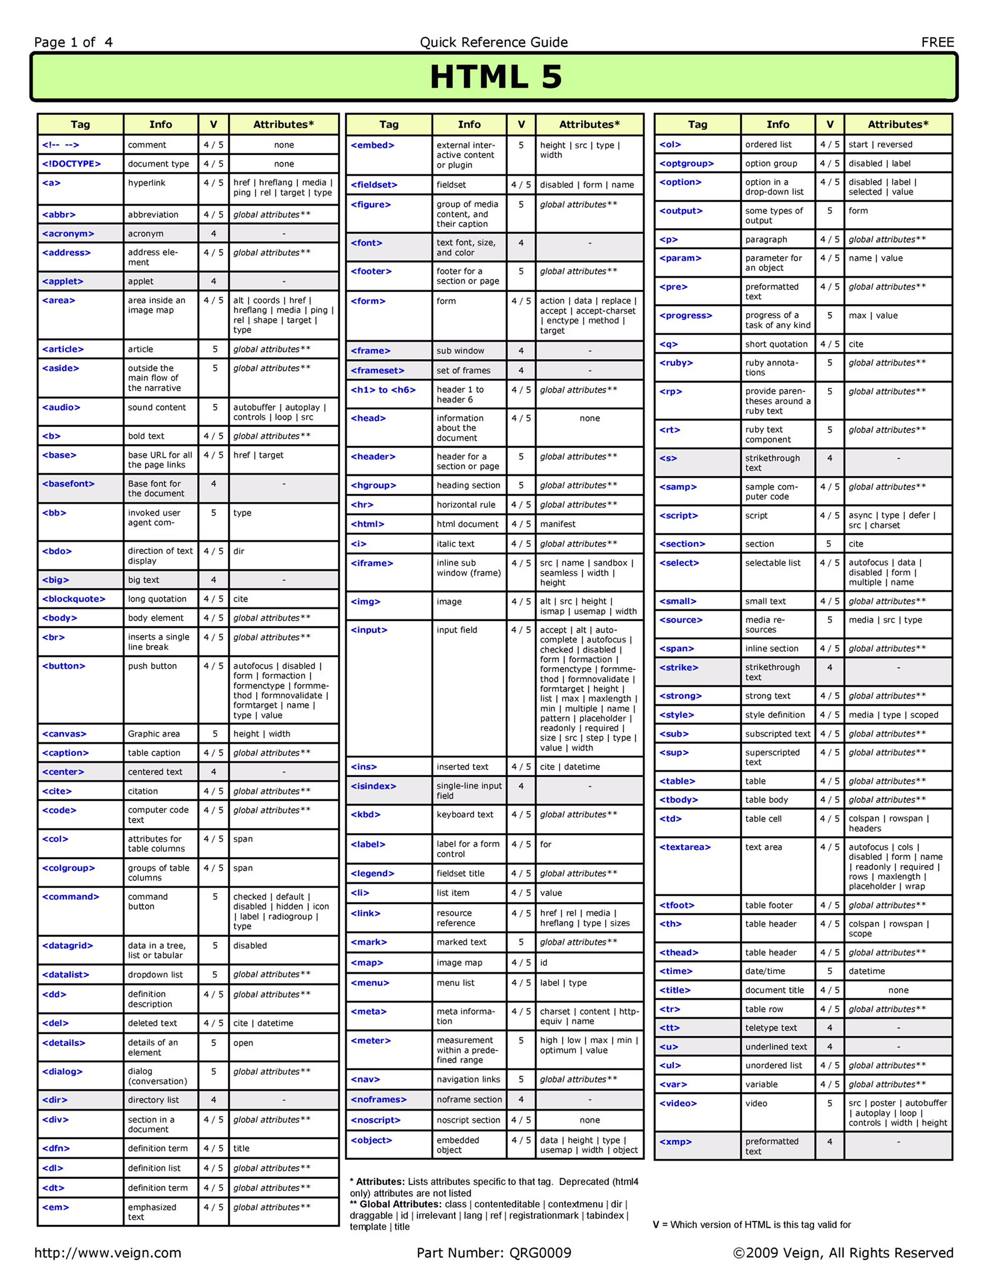 Page 1 of 4 Quick Reference Guide FREE
HTML 5
Tag Info V Attributes*
<!-- --> comment 4 / 5 none
<!DOCTYPE> document type 4 / 5 none
<a> hyperlink 4 / 5 href | hreflang | media |
ping | rel | target | type
<abbr> abbreviation 4 / 5 global attributes**
<acronym> acronym 4 -
<address> address ele- 4 / 5 global attributes**
ment
<applet> applet 4 -
<area> area inside an 4 / 5 alt | coords | href |
image map hreflang | media | ping |
rel | shape | target |
type
<article> article 5 global attributes**
<aside> outside the 5 global attributes**
main flow of
the narrative
<audio> sound content 5 autobuffer | autoplay |
controls | loop | src
<b> bold text 4 / 5 global attributes**
<base> base URL for all 4 / 5 href | target
the page links
<basefont> Base font for 4 -
the document
<bb> invoked user 5 type
agent com-
<bdo> direction of text 4 / 5 dir
display
<big> big text 4 -
<blockquote> long quotation 4 / 5 cite
<body> body element 4 / 5 global attributes**
<br> inserts a single 4 / 5 global attributes**
line break
<button> push button 4 / 5 autofocus | disabled |
form | formaction |
formenctype | formme-
thod | formnovalidate |
formtarget | name |
type | value
<canvas> Graphic area 5 height | width
<caption> table caption 4 / 5 global attributes**
<center> centered text 4 -
<cite> citation 4 / 5 global attributes**
<code> computer code 4 / 5 global attributes**
text
<col> attributes for 4 / 5 span
table columns
<colgroup> groups of table 4 / 5 span
columns
<command> command 5 checked | default |
button disabled | hidden | icon
| label | radiogroup |
type
<datagrid> data in a tree, 5 disabled
list or tabular
<datalist> dropdown list 5 global attributes**
<dd> definition 4 / 5 global attributes**
description
<del> deleted text 4 / 5 cite | datetime
<details> details of an 5 open
element
<dialog> dialog 5 global attributes**
(conversation)
<dir> directory list 4 -
<div> section in a 4 / 5 global attributes**
document
<dfn> definition term 4 / 5 title
<dl> definition list 4 / 5 global attributes**
<dt> definition term 4 / 5 global attributes**
<em> emphasized 4 / 5 global attributes**
text
Tag Info V Attributes*
<embed> external inter- 5 height | src | type |
active content width
or plugin
<fieldset> fieldset 4 / 5 disabled | form | name
<figure> group of media 5 global attributes**
content, and
their caption
<font> text font, size, 4 -
and color
<footer> footer for a 5 global attributes**
section or page
<form> form 4 / 5 action | data | replace |
accept | accept-charset
| enctype | method |
target
<frame> sub window 4 -
<frameset> set of frames 4 -
<h1> to <h6> header 1 to 4 / 5 global attributes**
header 6
<head> information 4 / 5 none
about the
document
<header> header for a 5 global attributes**
section or page
<hgroup> heading section 5 global attributes**
<hr> horizontal rule 4 / 5 global attributes**
<html> html document 4 / 5 manifest
<i> italic text 4 / 5 global attributes**
<iframe> inline sub 4 / 5 src | name | sandbox |
window (frame) seamless | width |
height
<img> image 4 / 5 alt | src | height |
ismap | usemap | width
<input> input field 4 / 5 accept | alt | auto-
complete | autofocus |
checked | disabled |
form | formaction |
formenctype | formme-
thod | formnovalidate |
formtarget | height |
list | max | maxlength |
min | multiple | name |
pattern | placeholder |
readonly | required |
size | src | step | type |
value | width
<ins> inserted text 4 / 5 cite | datetime
<isindex> single-line input 4 -
field
<kbd> keyboard text 4 / 5 global attributes**
<label> label for a form 4 / 5 for
control
<legend> fieldset title 4 / 5 global attributes**
<li> list item 4 / 5 value
<link> resource 4 / 5 href | rel | media |
reference hreflang | type | sizes
<mark> marked text 5 global attributes**
<map> image map 4 / 5 id
<menu> menu list 4 / 5 label | type
<meta> meta informa- 4 / 5 charset | content | http-
tion equiv | name
<meter> measurement 5 high | low | max | min |
within a prede- optimum | value
fined range
<nav> navigation links 5 global attributes**
<noframes> noframe section 4 -
<noscript> noscript section 4 / 5 none
<object> embedded 4 / 5 data | height | type |
object usemap | width | object
* Attributes: Lists attributes specific to that tag. Deprecated (html4
only) attributes are not listed
** Global Attributes: class | contenteditable | contextmenu | dir |
draggable | id | irrelevant | lang | ref | registrationmark | tabindex |
template | title
Tag Info V Attributes*
<ol> ordered list 4 / 5 start | reversed
<optgroup> option group 4 / 5 disabled | label
<option> option in a 4 / 5 disabled | label |
drop-down list selected | value
<output> some types of 5 form
output
<p> paragraph 4 / 5 global attributes**
<param> parameter for 4 / 5 name | value
an object
<pre> preformatted 4 / 5 global attributes**
text
<progress> progress of a 5 max | value
task of any kind
<q> short quotation 4 / 5 cite
<ruby> ruby annota- 5 global attributes**
tions
<rp> provide paren- 5 global attributes**
theses around a
ruby text
<rt> ruby text 5 global attributes**
component
<s> strikethrough 4 -
text
<samp> sample com- 4 / 5 global attributes**
puter code
<script> script 4 / 5 async | type | defer |
src | charset
<section> section 5 cite
<select> selectable list 4 / 5 autofocus | data |
disabled | form |
multiple | name
<small> small text 4 / 5 global attributes**
<source> media re- 5 media | src | type
sources
<span> inline section 4 / 5 global attributes**
<strike> strikethrough 4 -
text
<strong> strong text 4 / 5 global attributes**
<style> style definition 4 / 5 media | type | scoped
<sub> subscripted text 4 / 5 global attributes**
<sup> superscripted 4 / 5 global attributes**
text
<table> table 4 / 5 global attributes**
<tbody> table body 4 / 5 global attributes**
<td> table cell 4 / 5 colspan | rowspan |
headers
<textarea> text area 4 / 5 autofocus | cols |
disabled | form | name
| readonly | required |
rows | maxlength |
placeholder | wrap
<tfoot> table footer 4 / 5 global attributes**
<th> table header 4 / 5 colspan | rowspan |
scope
<thead> table header 4 / 5 global attributes**
<time> date/time 5 datetime
<title> document title 4 / 5 none
<tr> table row 4 / 5 global attributes**
<tt> teletype text 4 -
<u> underlined text 4 -
<ul> unordered list 4 / 5 global attributes**
<var> variable 4 / 5 global attributes**
<video> video 5 src | poster | autobuffer
| autoplay | loop |
controls | width | height
<xmp> preformatted 4 -
text
V = Which version of HTML is this tag valid for
http://www.veign.com Part Number: QRG0009 ©2009 Veign, All Rights Reserved